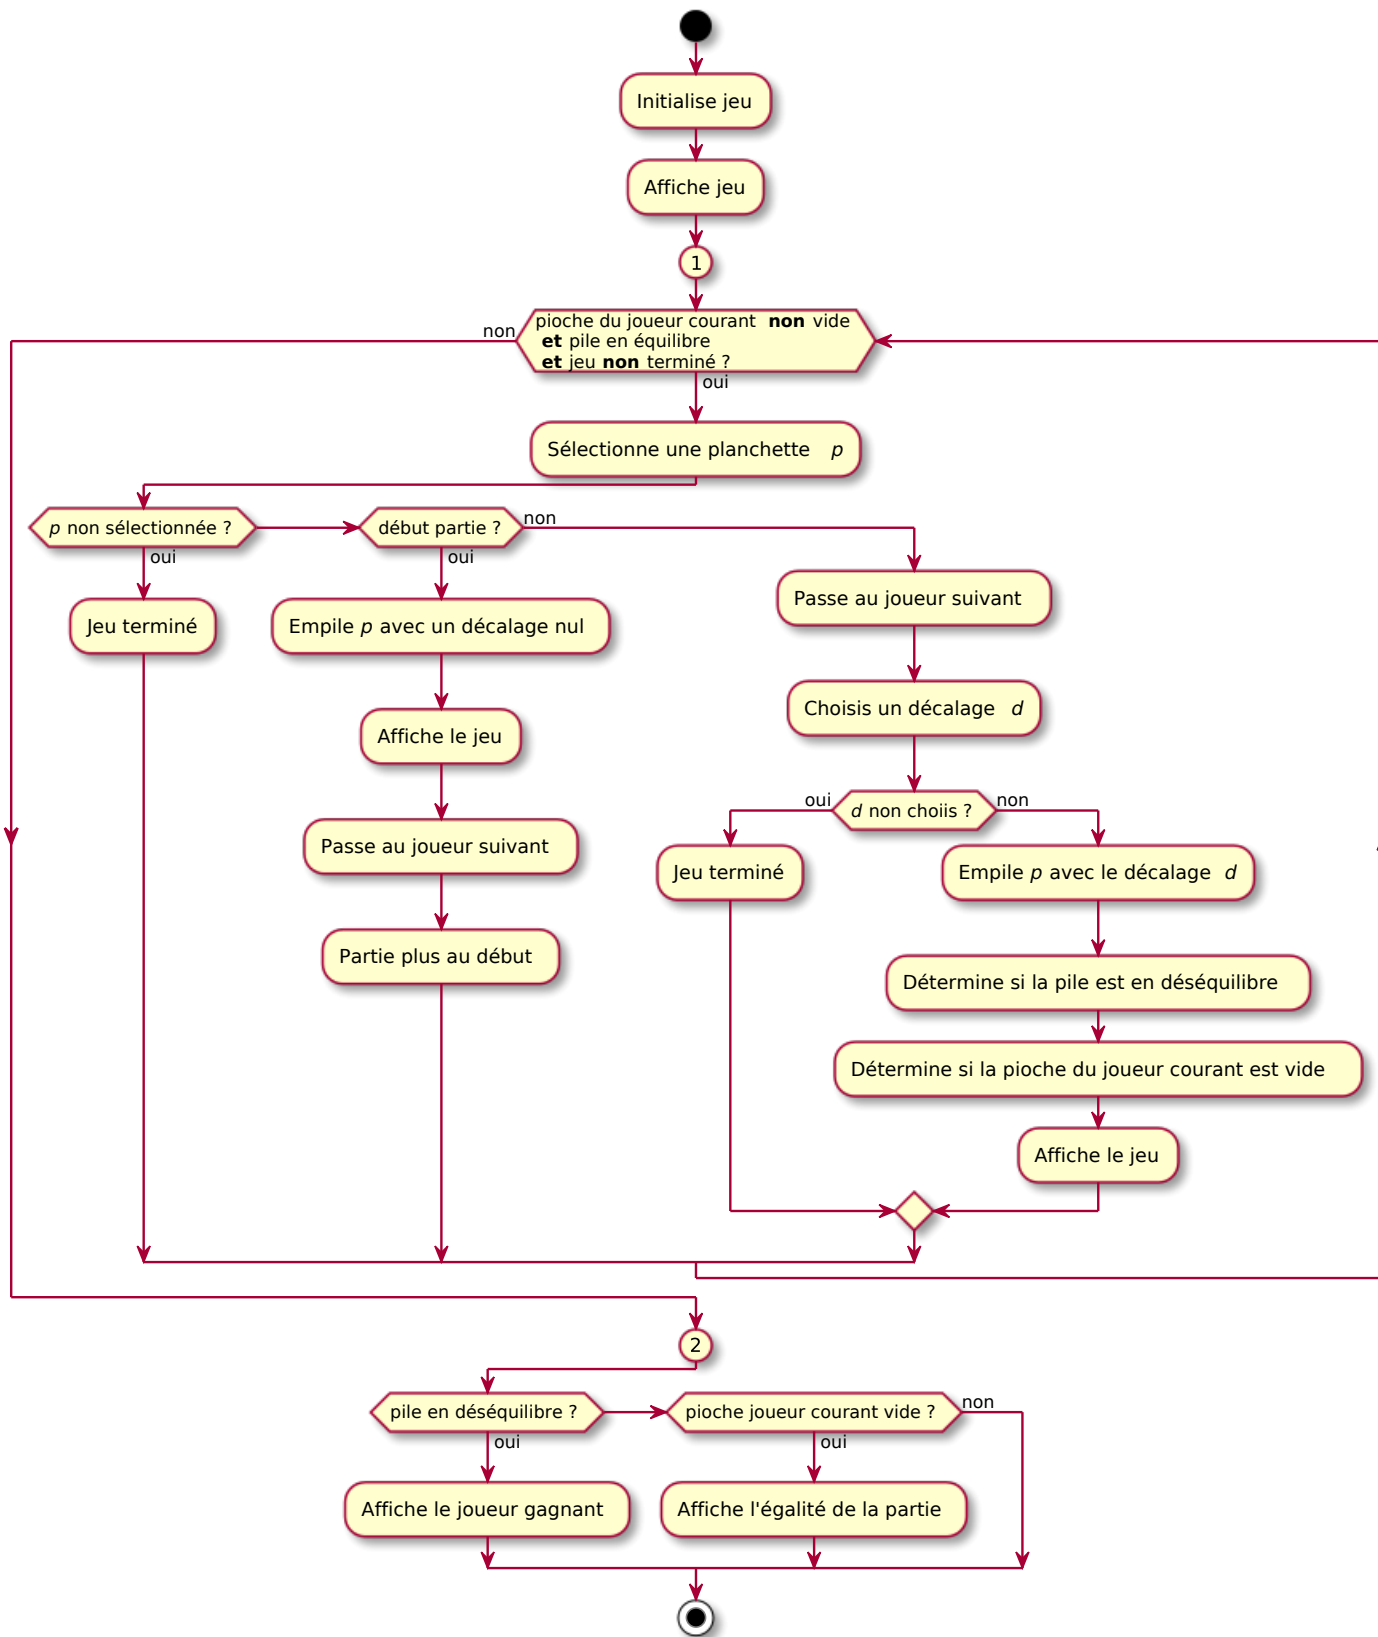 Initialise jeu
Affiche jeu
1
pioche du joueur courant non vide
et pile en équilibre
et jeu non terminé ?
non
oui
Sélectionne une planchette p
p non sélectionnée ?
oui
début partie ?
non
oui
Jeu terminé
Empile p avec un décalage nul
Affiche le jeu
Passe au joueur suivant
Partie plus au début
Passe au joueur suivant
Choisis un décalage d
oui
d non choiis ?
non
Jeu terminé
Empile p avec le décalage d
Détermine si la pile est en déséquilibre
Détermine si la pioche du joueur courant est vide
Affiche le jeu
2
pile en déséquilibre ?
oui
pioche joueur courant vide ?
non
oui
Affiche le joueur gagnant
Affiche l'égalité de la partie